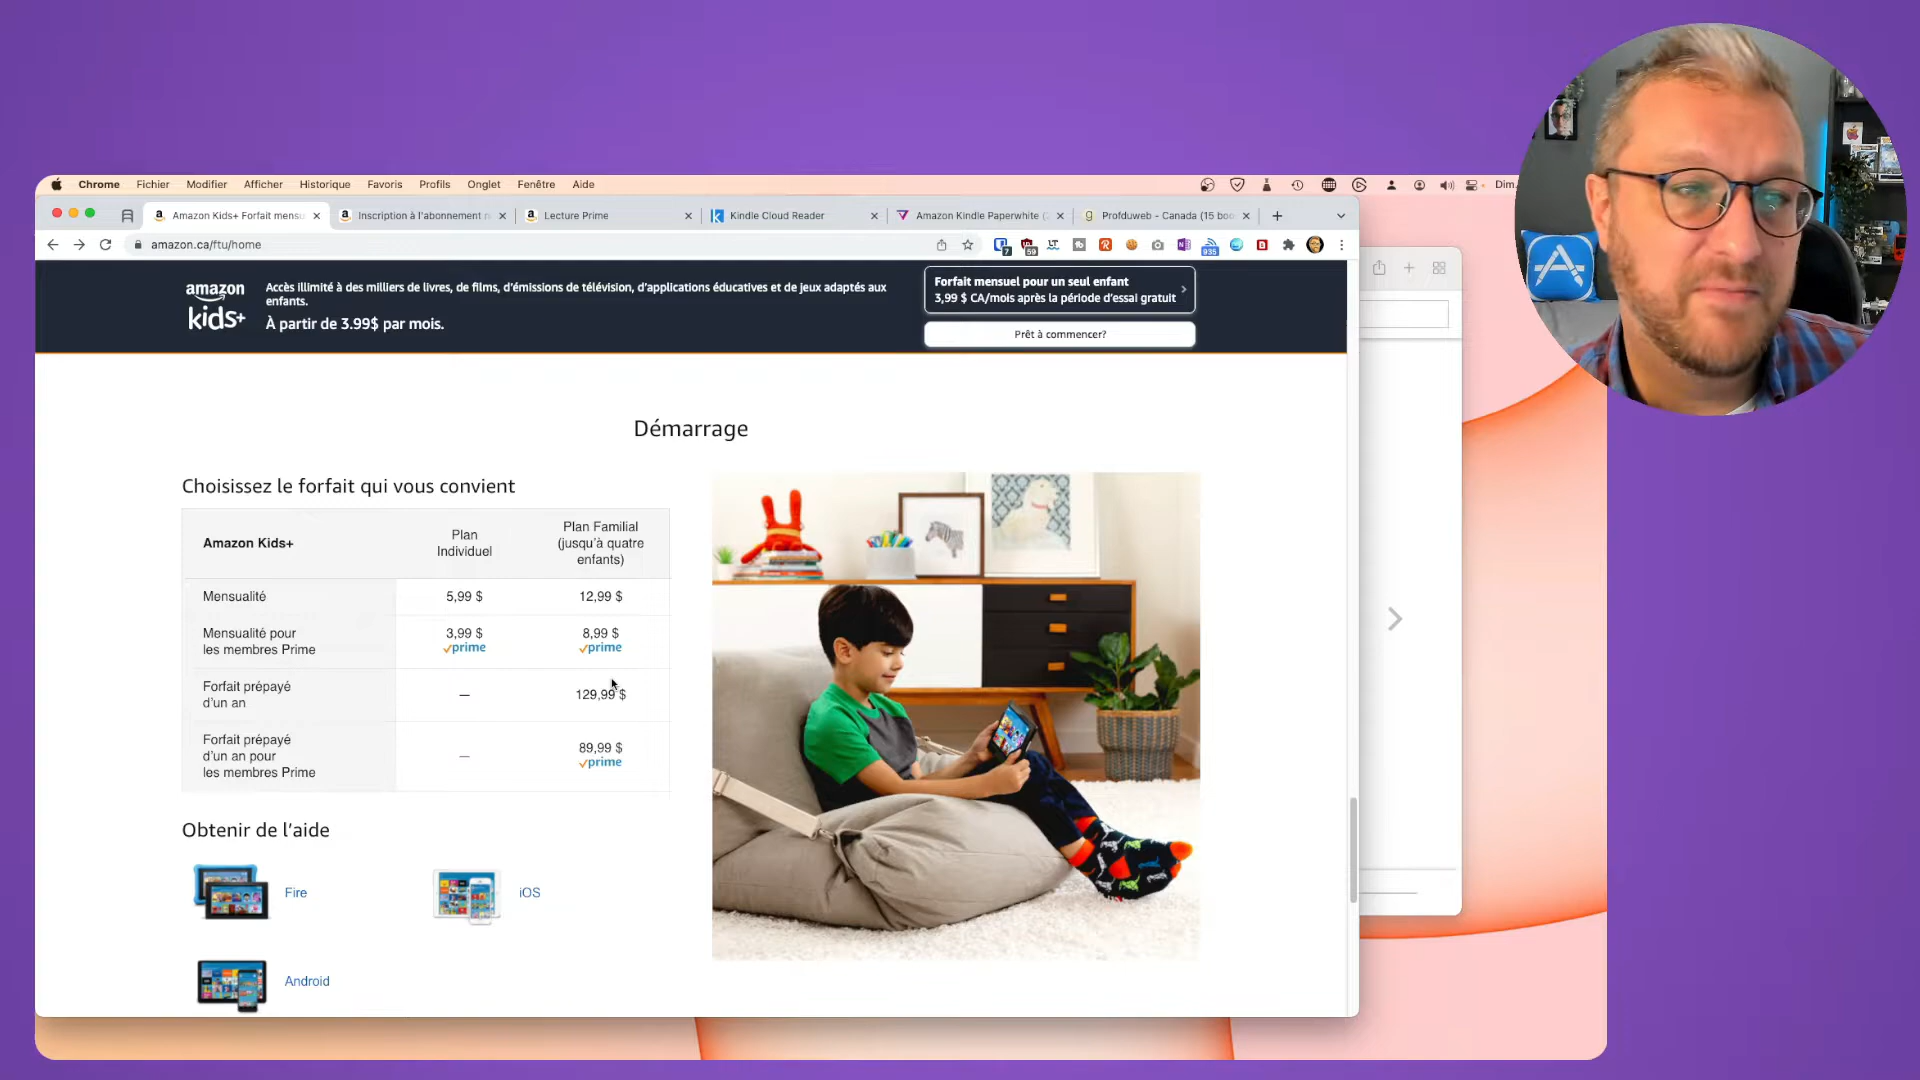 Chrome Fichier Modifier Afficher Historique Favoris Profils Onglet Fenêtre Aide
Dim.
Amazon Kids+ Forfait mensu
Inscription à l'abonnement
Lecture Prime
Kindle Cloud Reader
Amazon Kindle Paperwhite (
Profduweb - Canada (15 boo
amazon.ca/ftu/home
7
59
935
amazon
kids+
Accès illimité à des milliers de livres, de films, d'émissions de télévision, d'applications éducatives et de jeux adaptés aux
enfants.
À partir de 3.99$ par mois.
Forfait mensuel pour un seul enfant
3,99 $ CA/mois après la période d'essai gratuit
Prêt à commencer?
Démarrage
Choisissez le forfait qui vous convient
Amazon Kids+
Plan
Individuel
Plan Familial
(jusqu'à quatre
enfants)
Mensualité
5,99 $
12,99 $
Mensualité pour
les membres Prime
3,99 $
prime
8,99 $
prime
Forfait prépayé
d'un an
—
129,99 $
Forfait prépayé
d'un an pour
les membres Prime
—
89,99 $
prime
Obtenir de l'aide
Fire
iOS
Android